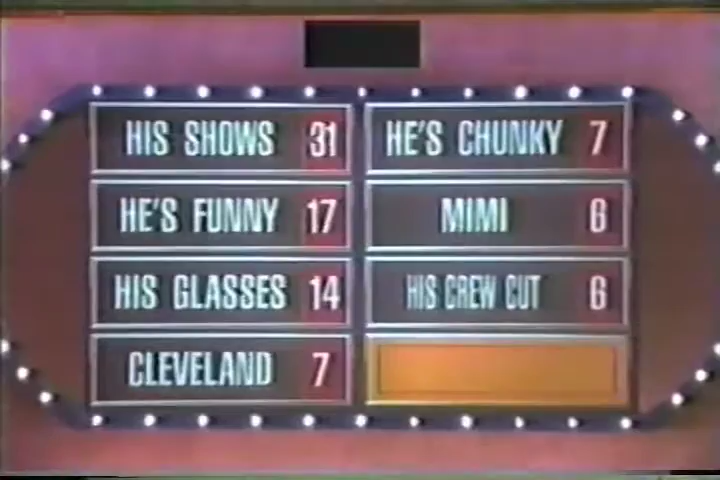 HIS SHOWS 31
HE'S FUNNY 17
HIS GLASSES 14
CLEVELAND 7
HE'S CHUNKY 7
MIMI 6
HIS CREW CUT 6